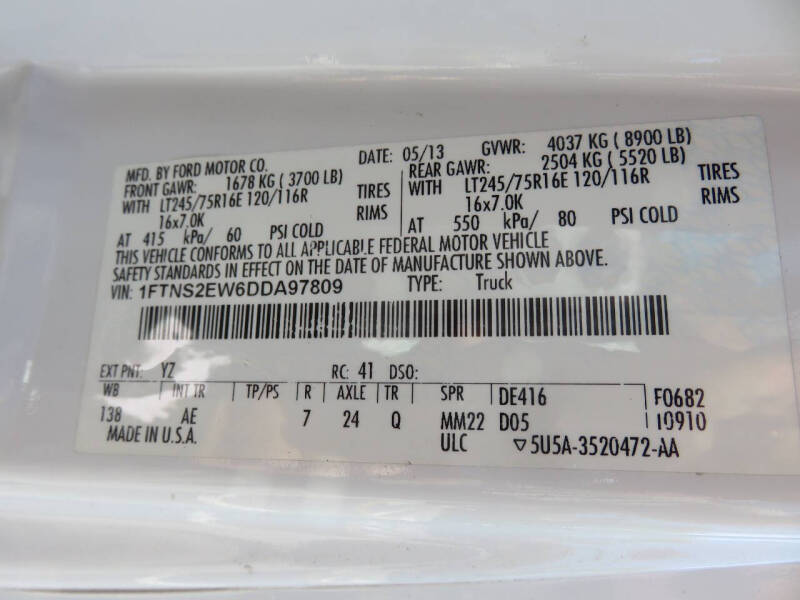 MFD. BY FORD MOTOR CO. DATE: 05/13 GVWR: 4037 KG ( 8900 LB)
FRONT GAWR: 1678 KG ( 3700 LB) REAR GAWR: 2504 KG ( 5520 LB)
WITH LT245/75R16E 120/116R TIRES WITH LT245/75R16E 120/116R TIRES
16x7.0K RIMS 16x7.0K RIMS
AT 415 kPa/ 60 PSI COLD AT 550 kPa/ 80 PSI COLD
THIS VEHICLE CONFORMS TO ALL APPLICABLE FEDERAL MOTOR VEHICLE
SAFETY STANDARDS IN EFFECT ON THE DATE OF MANUFACTURE SHOWN ABOVE.
VIN: 1FTNS2EW6DDA97809 TYPE: Truck
EXT PNT: YZ RC: 41 DSO:
WB INT TR TP/PS R AXLE TR SPR DE416 F0682
138 AE 7 24 Q MM22 D05 10910
MADE IN U.S.A. ULC ▽5U5A-3520472-AA